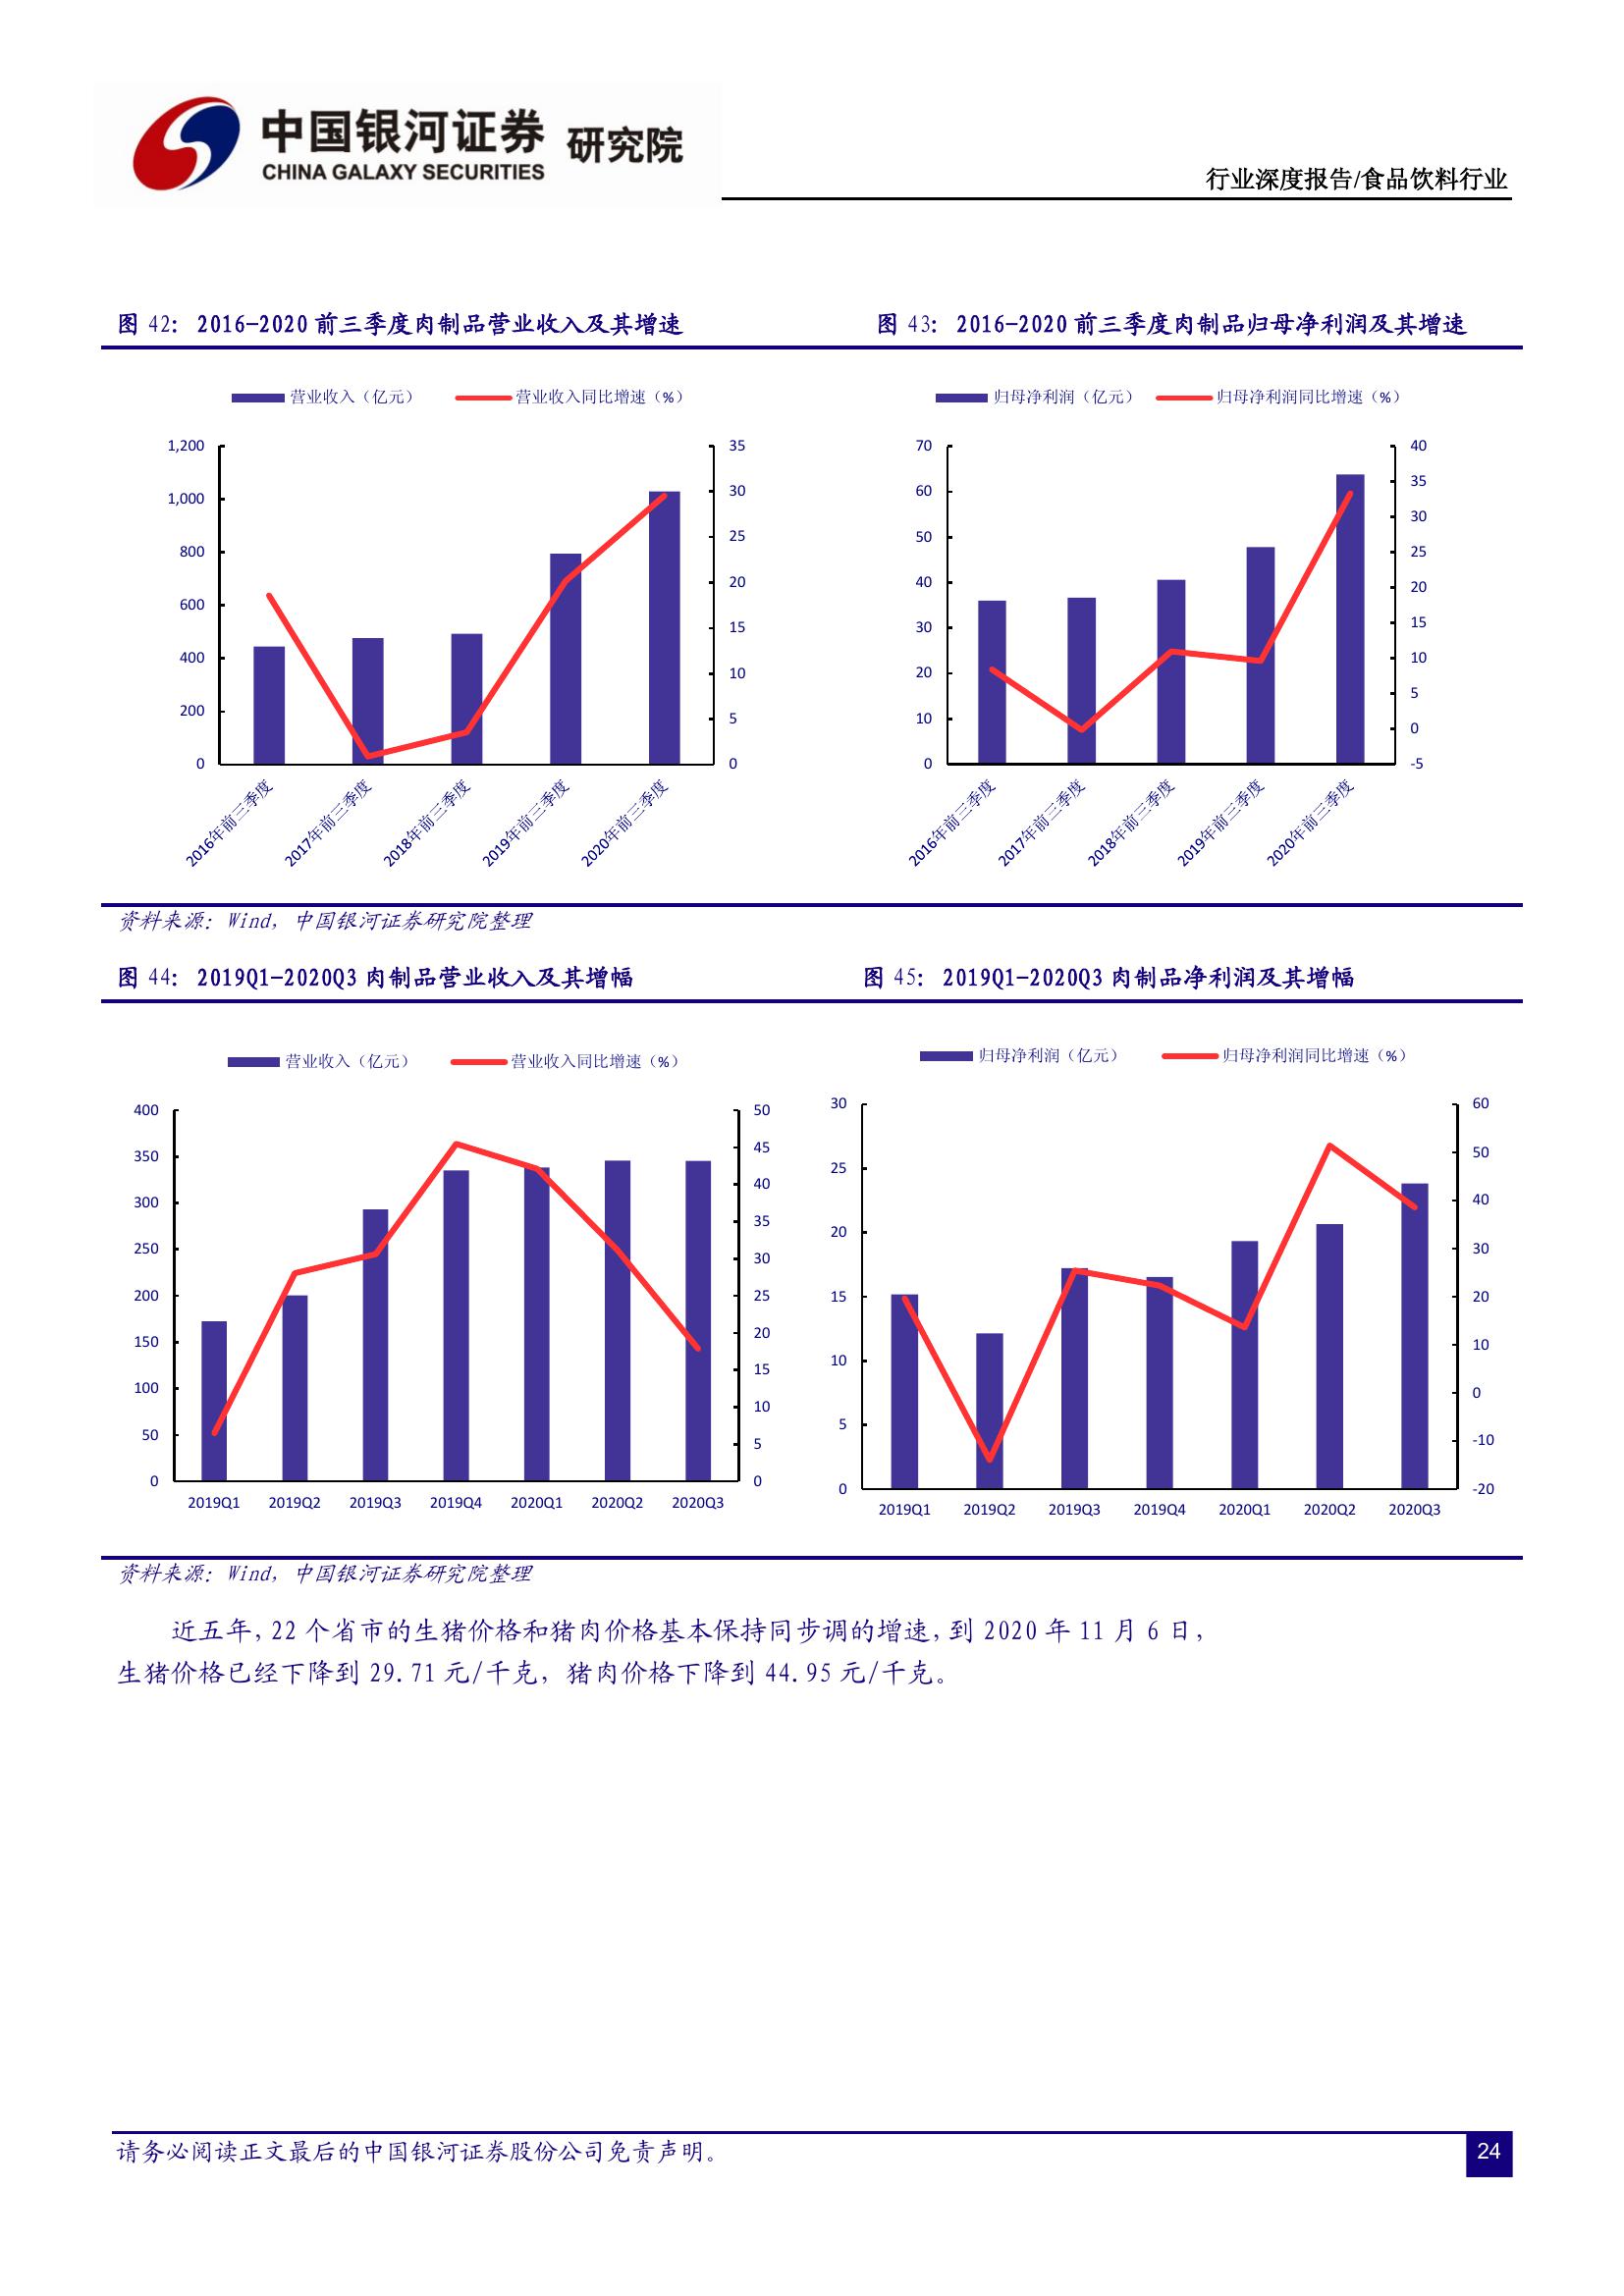 中国银河证券 研究院
CHINA GALAXY SECURITIES
行业深度报告/食品饮料行业
图 42: 2016-2020 前三季度肉制品营业收入及其增速
图 43: 2016-2020 前三季度肉制品归母净利润及其增速
营业收入（亿元） 营业收入同比增速（%）
1,200
1,000
800
600
400
200
0
35
30
25
20
15
10
5
0
2016年前三季度
2017年前三季度
2018年前三季度
2019年前三季度
2020年前三季度
归母净利润（亿元） 归母净利润同比增速（%）
70
60
50
40
30
20
10
0
40
35
30
25
20
15
10
5
0
-5
2016年前三季度
2017年前三季度
2018年前三季度
2019年前三季度
2020年前三季度
资料来源: Wind, 中国银河证券研究院整理
图 44: 2019Q1-2020Q3 肉制品营业收入及其增幅
图 45: 2019Q1-2020Q3 肉制品净利润及其增幅
营业收入（亿元） 营业收入同比增速（%）
400
350
300
250
200
150
100
50
0
50
45
40
35
30
25
20
15
10
5
0
2019Q1 2019Q2 2019Q3 2019Q4 2020Q1 2020Q2 2020Q3
归母净利润（亿元） 归母净利润同比增速（%）
30
25
20
15
10
5
0
60
50
40
30
20
10
0
-10
-20
2019Q1 2019Q2 2019Q3 2019Q4 2020Q1 2020Q2 2020Q3
资料来源: Wind, 中国银河证券研究院整理
近五年, 22 个省市的生猪价格和猪肉价格基本保持同步调的增速, 到 2020 年 11 月 6 日,
生猪价格已经下降到 29.71 元/千克, 猪肉价格下降到 44.95 元/千克。
请务必阅读正文最后的中国银河证券股份公司免责声明。
24